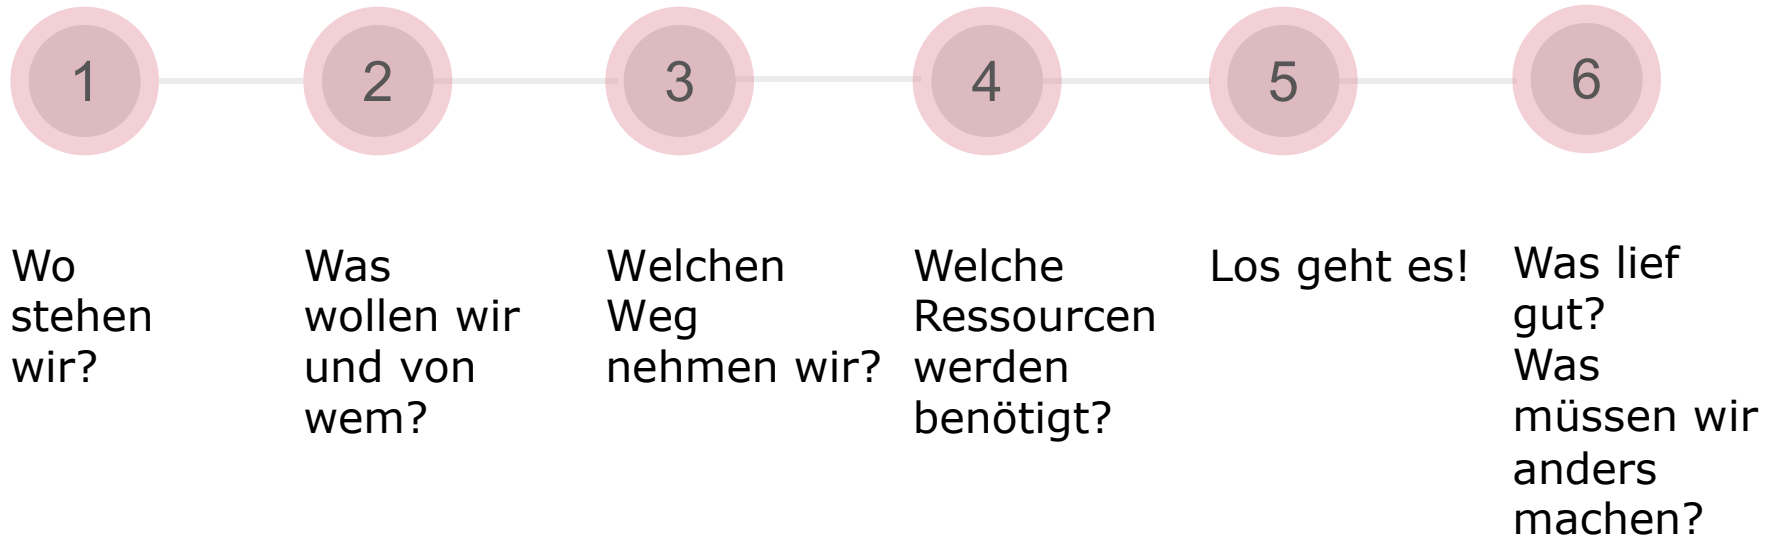 1
2
3
4
5
6
Wo
stehen
wir?
Was
wollen wir
und von
wem?
Welchen
Weg
nehmen wir?
Welche
Ressourcen
werden
benötigt?
Los geht es!
Was lief
gut?
Was
müssen wir
anders
machen?